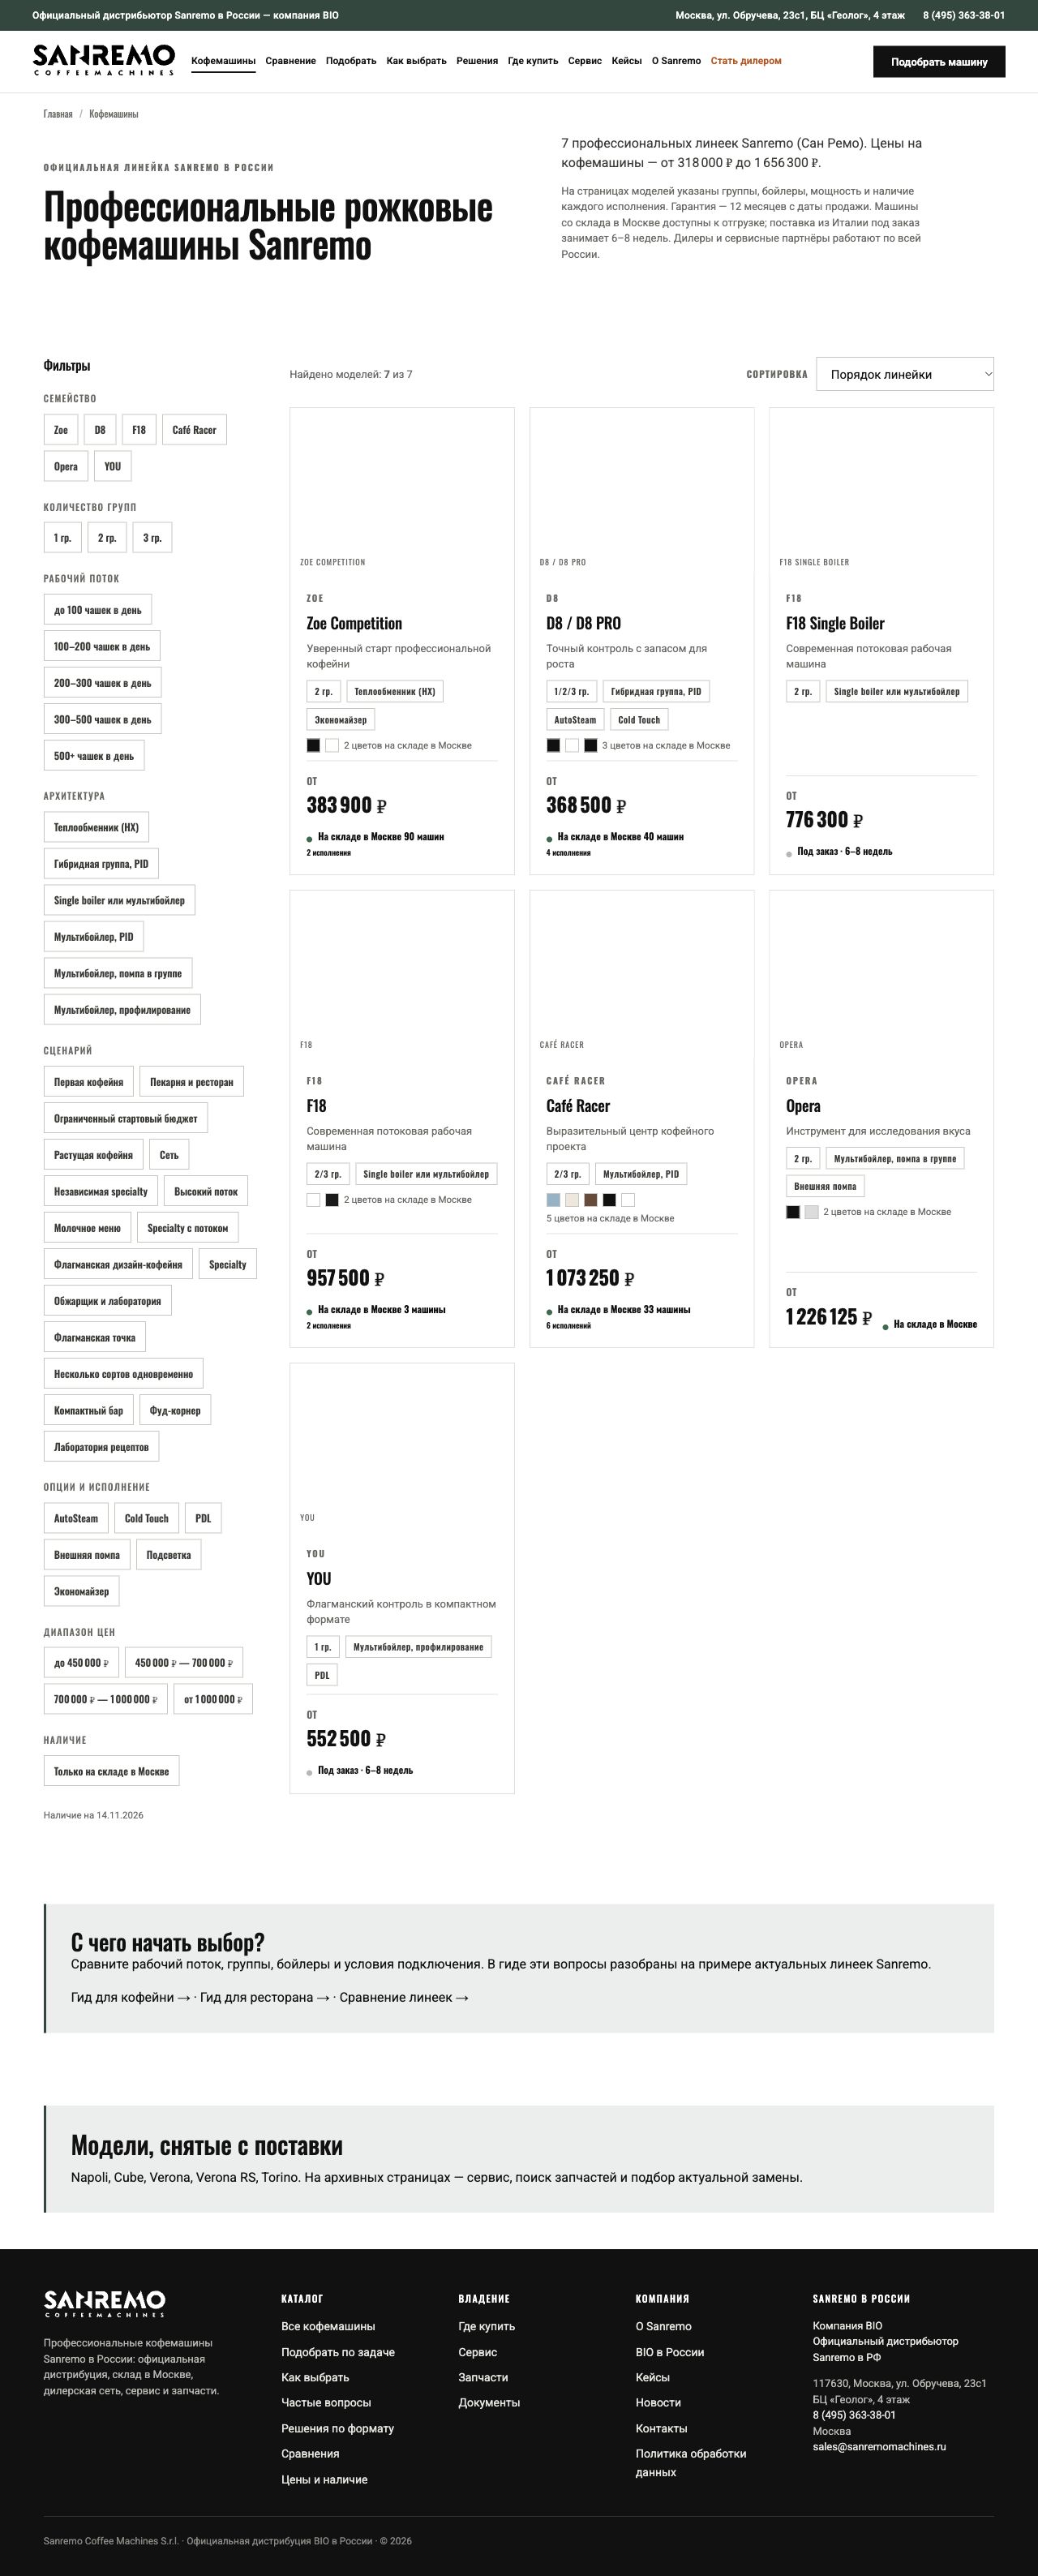 Официальный дистрибьютор Sanremo в России — компания BIO
Москва, ул. Обручева, 23с1, БЦ «Геолог», 4 этаж
8 (495) 363-38-01
SANREMO
COFFEEMACHINES
Кофемашины
Сравнение
Подобрать
Как выбрать
Решения
Где купить
Сервис
Кейсы
О Sanremo
Стать дилером
Подобрать машину
Главная / Кофемашины
ОФИЦИАЛЬНАЯ ЛИНЕЙКА SANREMO В РОССИИ
Профессиональные рожковые
кофемашины Sanremo
7 профессиональных линеек Sanremo (Сан Ремо). Цены на
кофемашины — от 318 000 ₽ до 1 656 300 ₽.
На страницах моделей указаны группы, бойлеры, мощность и наличие
каждого исполнения. Гарантия — 12 месяцев с даты продажи. Машины
со склада в Москве доступны к отгрузке; поставка из Италии под заказ
занимает 6–8 недель. Дилеры и сервисные партнёры работают по всей
России.
Фильтры
СЕМЕЙСТВО
Zoe
D8
F18
Café Racer
Opera
YOU
КОЛИЧЕСТВО ГРУПП
1 гр.
2 гр.
3 гр.
РАБОЧИЙ ПОТОК
до 100 чашек в день
100–200 чашек в день
200–300 чашек в день
300–500 чашек в день
500+ чашек в день
АРХИТЕКТУРА
Теплообменник (HX)
Гибридная группа, PID
Single boiler или мультибойлер
Мультибойлер, PID
Мультибойлер, помпа в группе
Мультибойлер, профилирование
СЦЕНАРИЙ
Первая кофейня
Пекарня и ресторан
Ограниченный стартовый бюджет
Растущая кофейня
Сеть
Независимая specialty
Высокий поток
Молочное меню
Specialty с потоком
Флагманская дизайн-кофейня
Specialty
Обжарщик и лаборатория
Флагманская точка
Несколько сортов одновременно
Компактный бар
Фуд-корнер
Лаборатория рецептов
ОПЦИИ И ИСПОЛНЕНИЕ
AutoSteam
Cold Touch
PDL
Внешняя помпа
Подсветка
Экономайзер
ДИАПАЗОН ЦЕН
до 450 000 ₽
450 000 ₽ — 700 000 ₽
700 000 ₽ — 1 000 000 ₽
от 1 000 000 ₽
НАЛИЧИЕ
Только на складе в Москве
Наличие на 14.11.2026
Найдено моделей: 7 из 7
СОРТИРОВКА
Порядок линейки
ZOE COMPETITION
ZOE
Zoe Competition
Уверенный старт профессиональной
кофейни
2 гр.
Теплообменник (HX)
Экономайзер
2 цветов на складе в Москве
ОТ
383 900 ₽
На складе в Москве 90 машин
2 исполнения
D8 / D8 PRO
D8
D8 / D8 PRO
Точный контроль с запасом для
роста
1/2/3 гр.
Гибридная группа, PID
AutoSteam
Cold Touch
3 цветов на складе в Москве
ОТ
368 500 ₽
На складе в Москве 40 машин
4 исполнения
F18 SINGLE BOILER
F18
F18 Single Boiler
Современная потоковая рабочая
машина
2 гр.
Single boiler или мультибойлер
ОТ
776 300 ₽
Под заказ · 6–8 недель
F18
F18
F18
Современная потоковая рабочая
машина
2/3 гр.
Single boiler или мультибойлер
2 цветов на складе в Москве
ОТ
957 500 ₽
На складе в Москве 3 машины
2 исполнения
CAFÉ RACER
CAFÉ RACER
Café Racer
Выразительный центр кофейного
проекта
2/3 гр.
Мультибойлер, PID
5 цветов на складе в Москве
ОТ
1 073 250 ₽
На складе в Москве 33 машины
6 исполнений
OPERA
OPERA
Opera
Инструмент для исследования вкуса
2 гр.
Мультибойлер, помпа в группе
Внешняя помпа
2 цветов на складе в Москве
ОТ
1 226 125 ₽
На складе в Москве
YOU
YOU
YOU
Флагманский контроль в компактном
формате
1 гр.
Мультибойлер, профилирование
PDL
ОТ
552 500 ₽
Под заказ · 6–8 недель
С чего начать выбор?
Сравните рабочий поток, группы, бойлеры и условия подключения. В гиде эти вопросы разобраны на примере актуальных линеек Sanremo.
Гид для кофейни → · Гид для ресторана → · Сравнение линеек →
Модели, снятые с поставки
Napoli, Cube, Verona, Verona RS, Torino. На архивных страницах — сервис, поиск запчастей и подбор актуальной замены.
SANREMO
COFFEEMACHINES
Профессиональные кофемашины
Sanremo в России: официальная
дистрибуция, склад в Москве,
дилерская сеть, сервис и запчасти.
КАТАЛОГ
Все кофемашины
Подобрать по задаче
Как выбрать
Частые вопросы
Решения по формату
Сравнения
Цены и наличие
ВЛАДЕНИЕ
Где купить
Сервис
Запчасти
Документы
КОМПАНИЯ
О Sanremo
BIO в России
Кейсы
Новости
Контакты
Политика обработки
данных
SANREMO В РОССИИ
Компания BIO
Официальный дистрибьютор
Sanremo в РФ
117630, Москва, ул. Обручева, 23с1
БЦ «Геолог», 4 этаж
8 (495) 363-38-01
Москва
sales@sanremomachines.ru
Sanremo Coffee Machines S.r.l. · Официальная дистрибуция BIO в России · © 2026